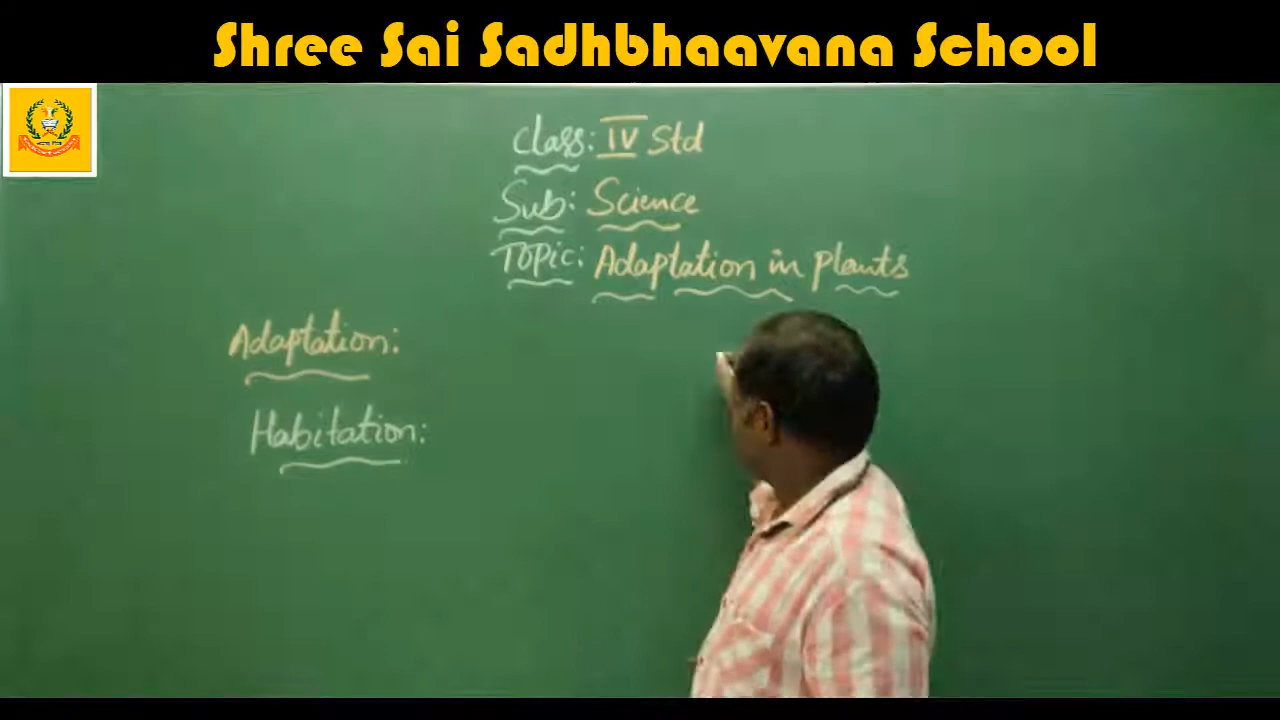 Shree Sai Sadhbhaavana School
Class: IV Std
Sub: Science
Topic: Adaptation in plants
Adaptation:
Habitation: